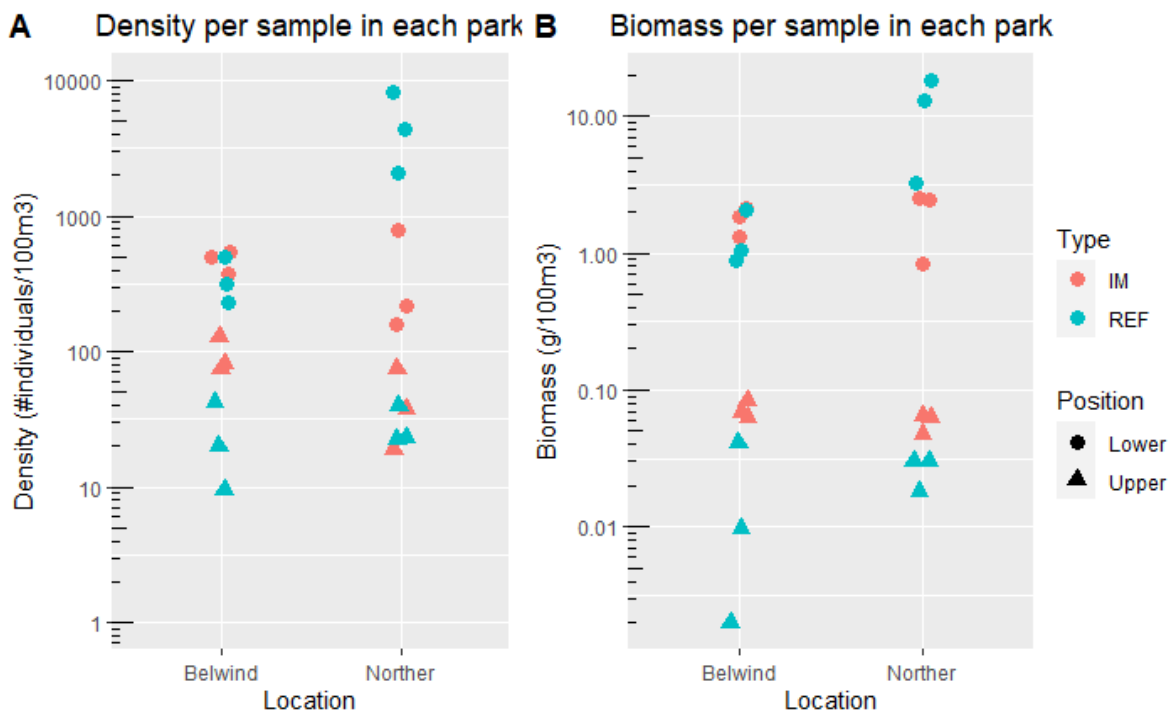 A Density per sample in each park
Density (#individuals/100m3)
10000
1000
100
10
1
Belwind Norther
Location
B Biomass per sample in each park
Biomass (g/100m3)
10.00
1.00
0.10
0.01
Belwind Norther
Location
Type
IM
REF
Position
Lower
Upper